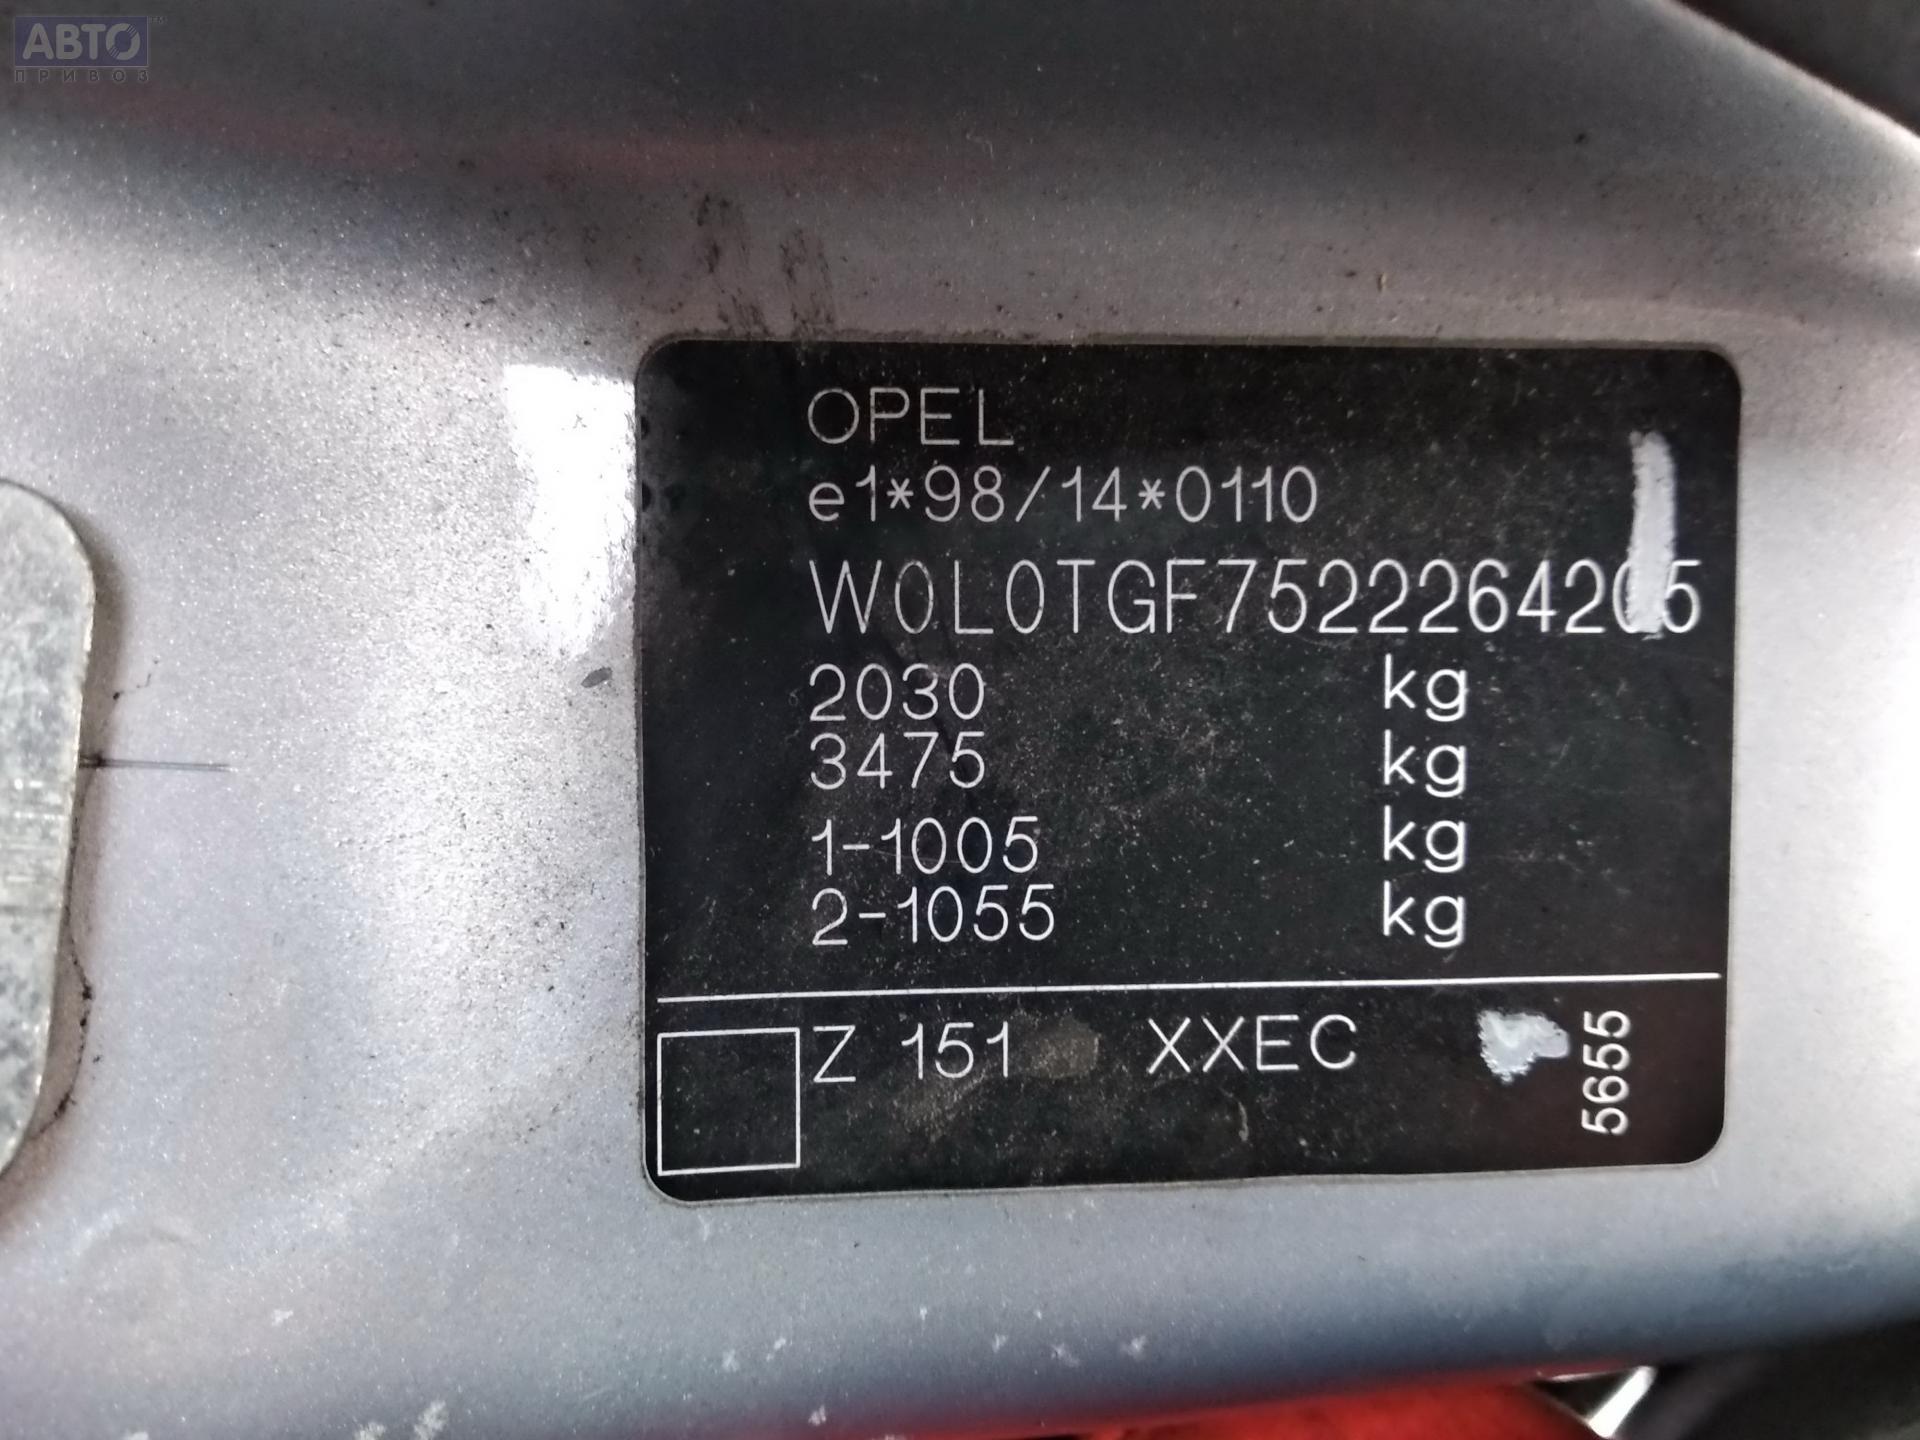 АВТО™
ПРИВОЗ
OPEL
e1*98/14*0110
W0L0TGF7522264205
2030 kg
3475 kg
1-1005 kg
2-1055 kg
Z 151 XXEC
5655